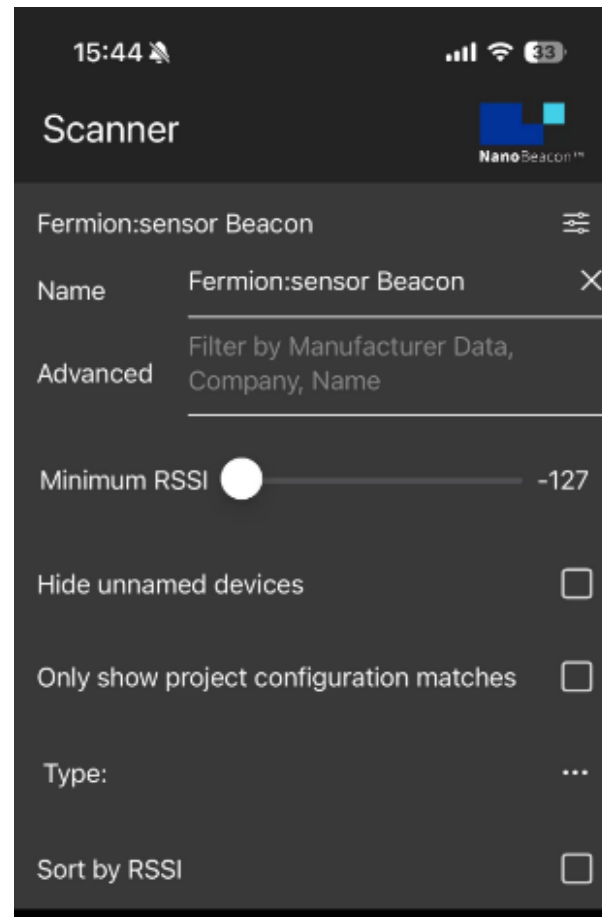 15:44
33
Scanner
NanoBeacon™
Fermion:sensor Beacon
Name
Fermion:sensor Beacon
Advanced
Filter by Manufacturer Data,
Company, Name
Minimum RSSI
-127
Hide unnamed devices
Only show project configuration matches
Type:
...
Sort by RSSI